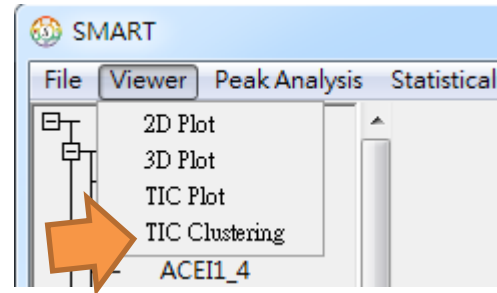 SMART
File Viewer Peak Analysis Statistical
2D Plot
3D Plot
TIC Plot
TIC Clustering
ACEI1_4